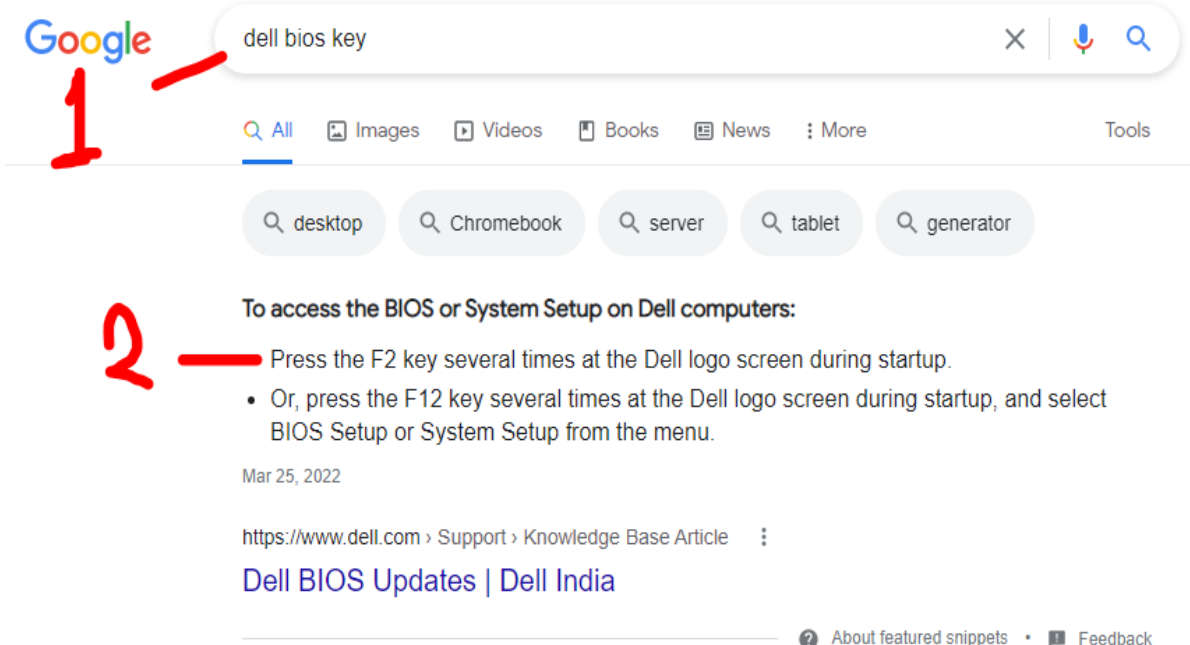 Google
dell bios key
1
All Images Videos Books News More Tools
desktop Chromebook server tablet generator
To access the BIOS or System Setup on Dell computers:
2
Press the F2 key several times at the Dell logo screen during startup.
• Or, press the F12 key several times at the Dell logo screen during startup, and select
BIOS Setup or System Setup from the menu.
Mar 25, 2022
https://www.dell.com › Support › Knowledge Base Article
Dell BIOS Updates | Dell India
About featured snippets • Feedback